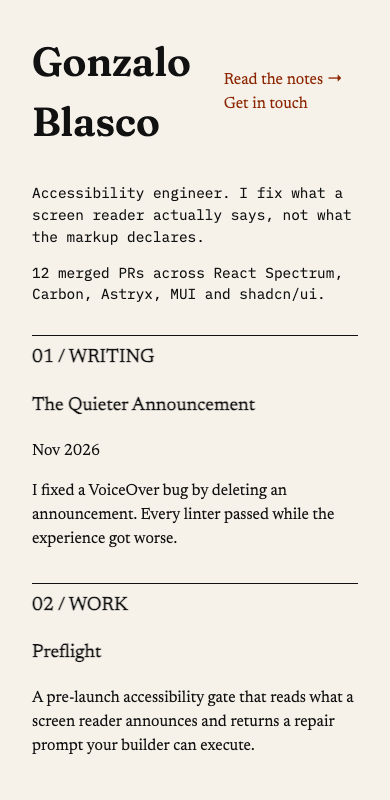 Gonzalo
Blasco
Read the notes →
Get in touch
Accessibility engineer. I fix what a
screen reader actually says, not what
the markup declares.
12 merged PRs across React Spectrum,
Carbon, Astryx, MUI and shadcn/ui.
01 / WRITING
The Quieter Announcement
Nov 2026
I fixed a VoiceOver bug by deleting an
announcement. Every linter passed while the
experience got worse.
02 / WORK
Preflight
A pre-launch accessibility gate that reads what a
screen reader announces and returns a repair
prompt your builder can execute.